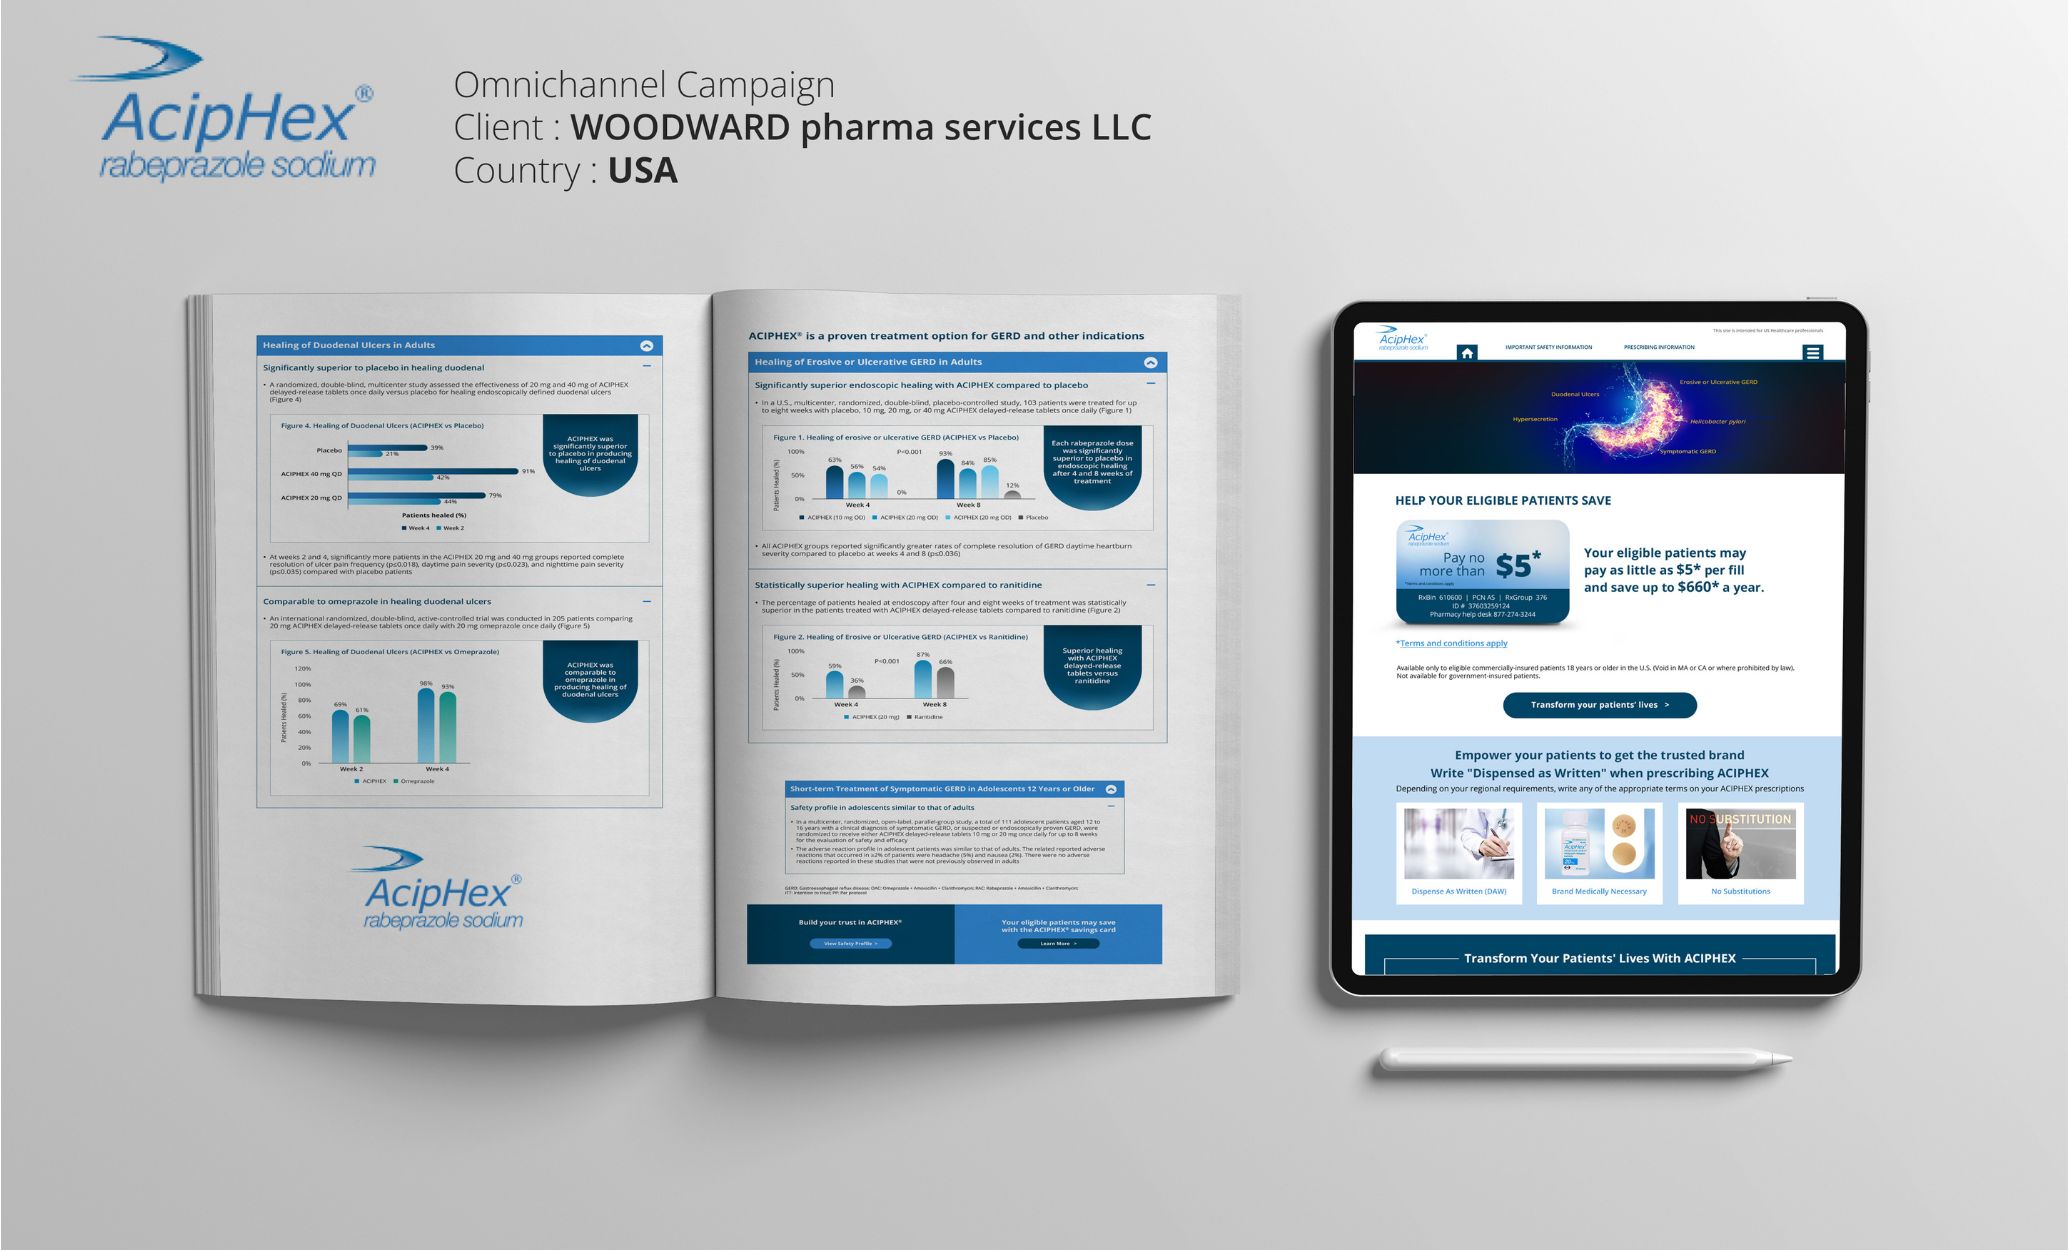 AcipHex®
rabeprazole sodium
Omnichannel Campaign
Client : WOODWARD pharma services LLC
Country : USA
Healing of Duodenal Ulcers in Adults
Significantly superior to placebo in healing duodenal
• A randomized, double-blind, multicenter study assessed the effectiveness of 20 mg and 40 mg of ACIPHEX
delayed-release tablets once daily versus placebo for healing endoscopically defined duodenal ulcers
(Figure 4)
Figure 4. Healing of Duodenal Ulcers (ACIPHEX vs Placebo)
Placebo
39%
21%
ACIPHEX 40 mg QD
91%
42%
ACIPHEX 20 mg QD
79%
44%
Patients healed (%)
Week 4 Week 2
ACIPHEX was
significantly superior
to placebo in producing
healing of duodenal
ulcers
• At weeks 2 and 4, significantly more patients in the ACIPHEX 20 mg and 40 mg groups reported complete
resolution of ulcer pain frequency (p≤0.018), daytime pain severity (p≤0.023), and nighttime pain severity
(p≤0.035) compared with placebo patients
Comparable to omeprazole in healing duodenal ulcers
• An international randomized, double-blind, active-controlled trial was conducted in 205 patients comparing
20 mg ACIPHEX delayed-release tablets once daily with 20 mg omeprazole once daily (Figure 5)
Figure 5. Healing of Duodenal Ulcers (ACIPHEX vs Omeprazole)
Patients Healed (%)
120%
100%
80%
60%
40%
20%
0%
69%
61%
98%
93%
Week 2
Week 4
ACIPHEX Omeprazole
ACIPHEX was
comparable to
omeprazole in
producing healing of
duodenal ulcers
AcipHex®
rabeprazole sodium
ACIPHEX® is a proven treatment option for GERD and other indications
Healing of Erosive or Ulcerative GERD in Adults
Significantly superior endoscopic healing with ACIPHEX compared to placebo
• In a U.S., multicenter, randomized, double-blind, placebo-controlled study, 103 patients were treated for up
to eight weeks with placebo, 10 mg, 20 mg, or 40 mg ACIPHEX delayed-release tablets once daily (Figure 1)
Figure 1. Healing of erosive or ulcerative GERD (ACIPHEX vs Placebo)
Patients Healed (%)
100%
50%
0%
63%
56%
54%
0%
P<0.001
93%
84%
85%
12%
Week 4
Week 8
ACIPHEX (10 mg OD) ACIPHEX (20 mg OD) ACIPHEX (20 mg OD) Placebo
Each rabeprazole dose
was significantly
superior to placebo in
endoscopic healing
after 4 and 8 weeks of
treatment
• All ACIPHEX groups reported significantly greater rates of complete resolution of GERD daytime heartburn
severity compared to placebo at weeks 4 and 8 (p≤0.036)
Statistically superior healing with ACIPHEX compared to ranitidine
• The percentage of patients healed at endoscopy after four and eight weeks of treatment was statistically
superior in the patients treated with ACIPHEX delayed-release tablets compared to ranitidine (Figure 2)
Figure 2. Healing of Erosive or Ulcerative GERD (ACIPHEX vs Ranitidine)
Patients Healed (%)
100%
50%
0%
59%
36%
P<0.001
87%
66%
Week 4
Week 8
ACIPHEX (20 mg) Ranitidine
Superior healing
with ACIPHEX
delayed-release
tablets versus
ranitidine
Short-term Treatment of Symptomatic GERD in Adolescents 12 Years or Older
Safety profile in adolescents similar to that of adults
• In a multicenter, randomized, open-label, parallel-group study, a total of 111 adolescent patients aged 12 to
16 years with a clinical diagnosis of symptomatic GERD, or suspected or endoscopically proven GERD, were
randomized to receive either ACIPHEX delayed-release tablets 10 mg or 20 mg once daily for up to 8 weeks
for the evaluation of safety and efficacy
• The adverse reaction profile in adolescent patients was similar to that of adults. The related reported adverse
reactions that occurred in ≥2% of patients were headache (5%) and nausea (2%). There were no adverse
reactions reported in these studies that were not previously observed in adults
GERD: Gastroesophageal reflux disease; OAC: Omeprazole + Amoxicillin + Clarithromycin; RAC: Rabeprazole + Amoxicillin + Clarithromycin;
ITT: Intention to treat; PP: Per protocol
Build your trust in ACIPHEX®
View Safety Profile >
Your eligible patients may save
with the ACIPHEX® savings card
Learn More >
AcipHex®
rabeprazole sodium
This site is intended for US Healthcare professionals
IMPORTANT SAFETY INFORMATION
PRESCRIBING INFORMATION
Erosive or Ulcerative GERD
Duodenal Ulcers
Hypersecretion
Helicobacter pylori
Symptomatic GERD
HELP YOUR ELIGIBLE PATIENTS SAVE
AcipHex®
rabeprazole sodium
Pay no
more than $5*
*Terms and conditions apply
RxBin 610600 | PCN AS | RxGroup 376
ID # 37603259124
Pharmacy help desk 877-274-3244
Your eligible patients may
pay as little as $5* per fill
and save up to $660* a year.
*Terms and conditions apply
Available only to eligible commercially-insured patients 18 years or older in the U.S. (Void in MA or CA or where prohibited by law),
Not available for government-insured patients.
Transform your patients' lives >
Empower your patients to get the trusted brand
Write "Dispensed as Written" when prescribing ACIPHEX
Depending on your regional requirements, write any of the appropriate terms on your ACIPHEX prescriptions
AcipHex
20 mg
NO SUBSTITUTION
Dispense As Written (DAW)
Brand Medically Necessary
No Substitutions
Transform Your Patients' Lives With ACIPHEX